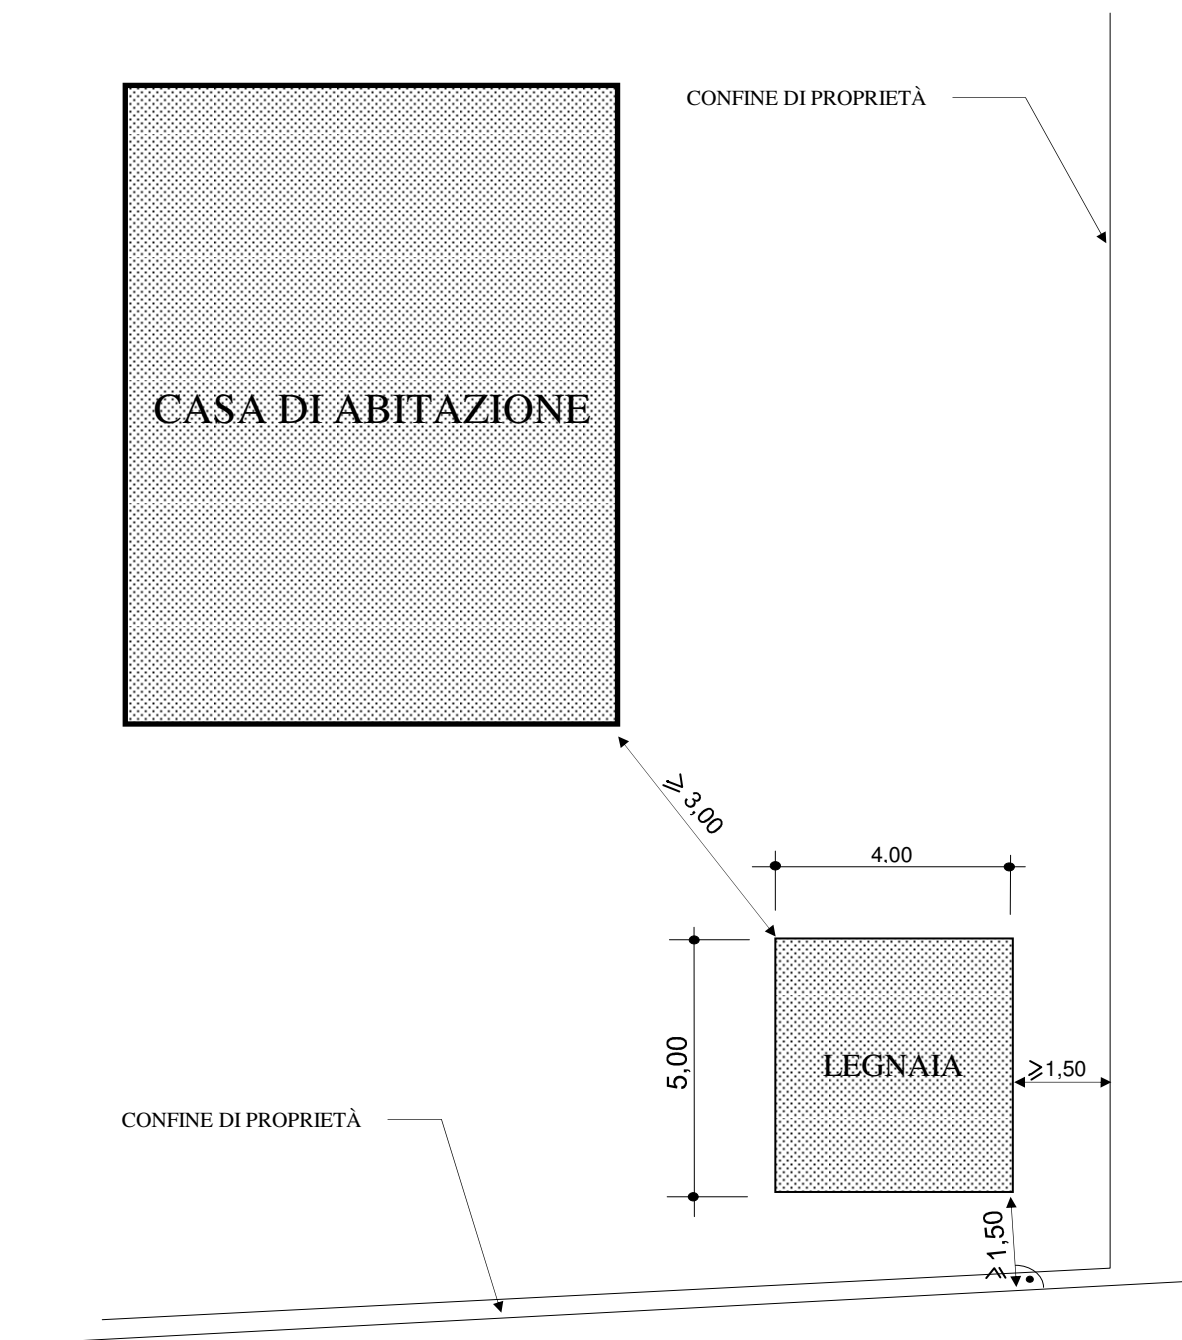 CONFINE DI PROPRIETÀ
CASA DI ABITAZIONE
⩾ 3,00
4,00
5,00
LEGNAIA
⩾1,50
CONFINE DI PROPRIETÀ
⩾ 1,50